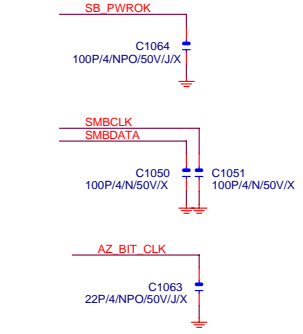 SB_PWROK
C1064
100P/4/NPO/50V/J/X
SMBCLK
SMBDATA
C1050 C1051
100P/4/N/50V/X 100P/4/N/50V/X
AZ_BIT_CLK
C1063
22P/4/NPO/50V/J/X